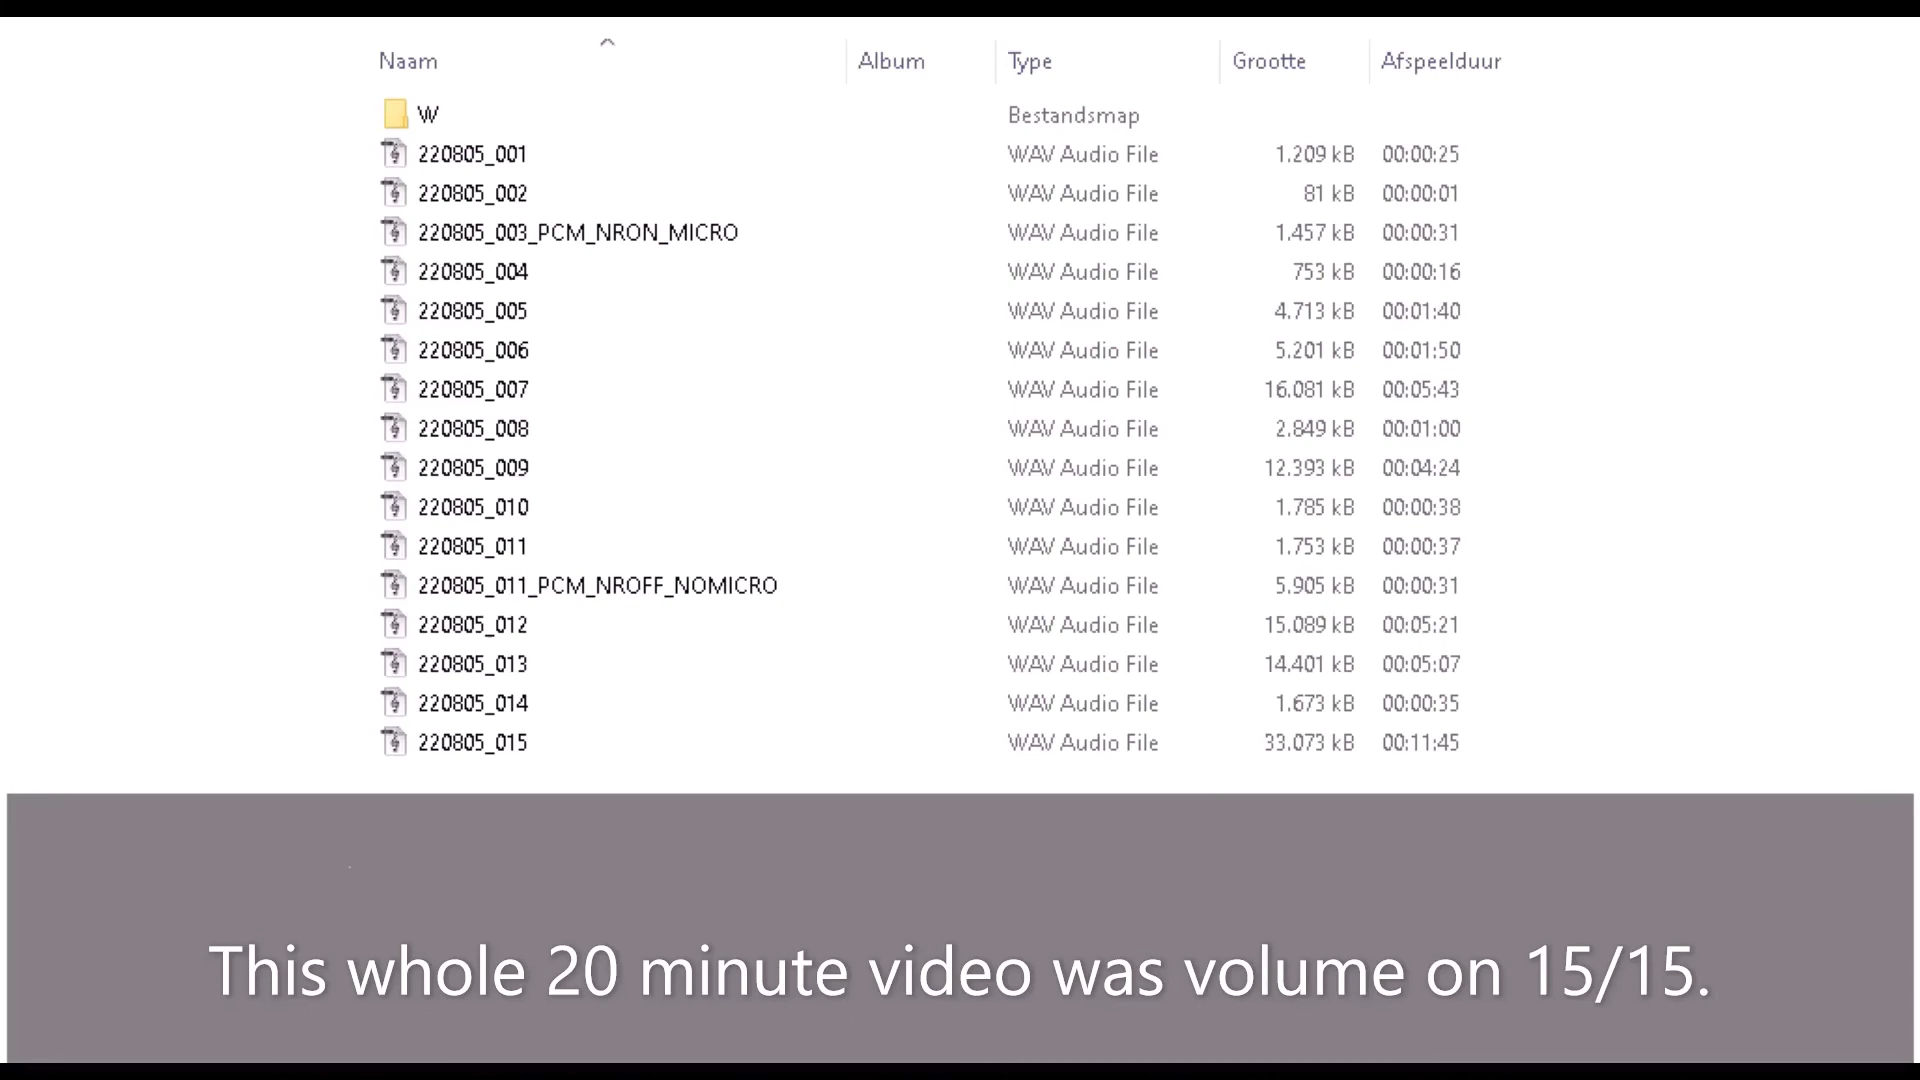 Naam Album Type Grootte Afspeelduur
W Bestandsmap
220805_001 WAV Audio File 1.209 kB 00:00:25
220805_002 WAV Audio File 81 kB 00:00:01
220805_003_PCM_NRON_MICRO WAV Audio File 1.457 kB 00:00:31
220805_004 WAV Audio File 753 kB 00:00:16
220805_005 WAV Audio File 4.713 kB 00:01:40
220805_006 WAV Audio File 5.201 kB 00:01:50
220805_007 WAV Audio File 16.081 kB 00:05:43
220805_008 WAV Audio File 2.849 kB 00:01:00
220805_009 WAV Audio File 12.393 kB 00:04:24
220805_010 WAV Audio File 1.785 kB 00:00:38
220805_011 WAV Audio File 1.753 kB 00:00:37
220805_011_PCM_NROFF_NOMICRO WAV Audio File 5.905 kB 00:00:31
220805_012 WAV Audio File 15.089 kB 00:05:21
220805_013 WAV Audio File 14.401 kB 00:05:07
220805_014 WAV Audio File 1.673 kB 00:00:35
220805_015 WAV Audio File 33.073 kB 00:11:45
This whole 20 minute video was volume on 15/15.